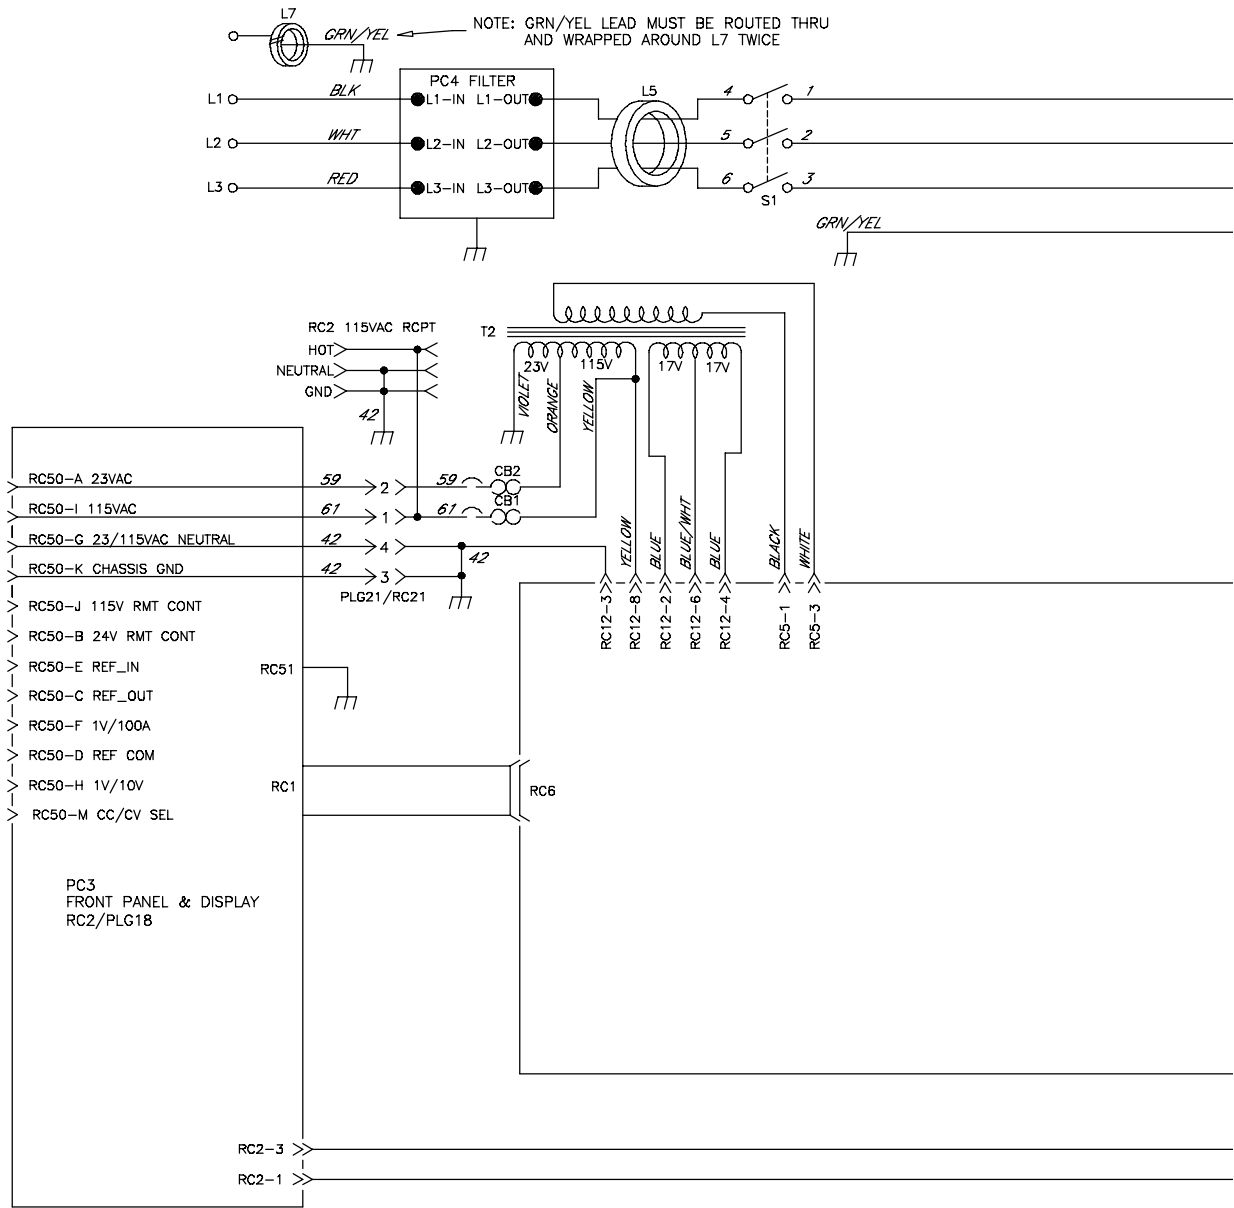 L7
GRN/YEL
NOTE: GRN/YEL LEAD MUST BE ROUTED THRU
AND WRAPPED AROUND L7 TWICE
PC4 FILTER
L1
BLK
L1-IN L1-OUT
L5
4
1
L2
WHT
L2-IN L2-OUT
5
2
L3
RED
L3-IN L3-OUT
6
3
S1
GRN/YEL
RC2 115VAC RCPT
HOT
NEUTRAL
GND
42
T2
23V
115V
17V
17V
VIOLET
ORANGE
YELLOW
RC50-A 23VAC
59
2
59
CB2
RC50-I 115VAC
61
1
61
CB1
RC50-G 23/115VAC NEUTRAL
42
4
42
RC50-K CHASSIS GND
42
3
PLG21/RC21
YELLOW
BLUE
BLUE/WHT
BLUE
BLACK
WHITE
RC12-3
RC12-8
RC12-2
RC12-6
RC12-4
RC5-1
RC5-3
RC50-J 115V RMT CONT
RC50-B 24V RMT CONT
RC50-E REF_IN
RC51
RC50-C REF_OUT
RC50-F 1V/100A
RC50-D REF COM
RC50-H 1V/10V
RC1
RC6
RC50-M CC/CV SEL
PC3
FRONT PANEL & DISPLAY
RC2/PLG18
RC2-3
RC2-1